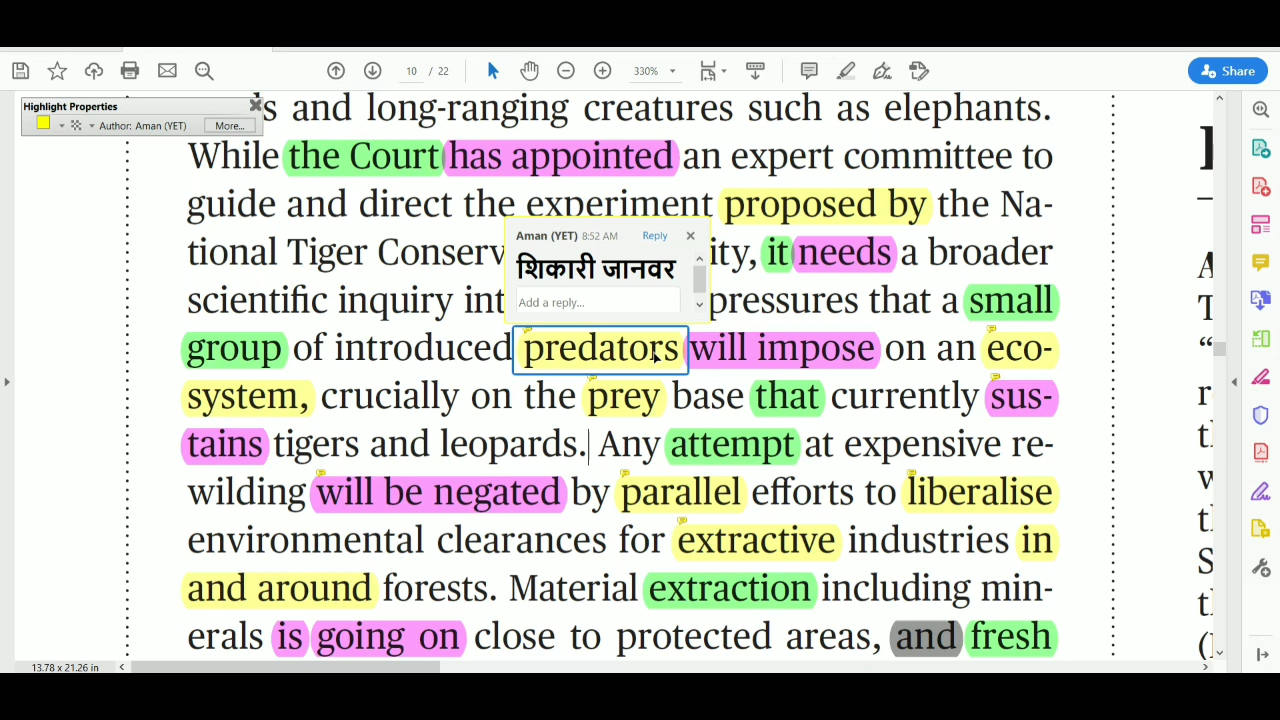 10 / 22
330%
Share
Highlight Properties
Author: Aman (YET)
More...
and long-ranging creatures such as elephants.
While the Court has appointed an expert committee to
guide and direct the experiment proposed by the Na-
tional Tiger Conserv ity, it needs a broader
scientific inquiry int pressures that a small
group of introduced predators will impose on an eco-
system, crucially on the prey base that currently sus-
tains tigers and leopards. Any attempt at expensive re-
wilding will be negated by parallel efforts to liberalise
environmental clearances for extractive industries in
and around forests. Material extraction including min-
erals is going on close to protected areas, and fresh
Aman (YET) 8:52 AM Reply
शिकारी जानवर
Add a reply...
13.78 x 21.26 in